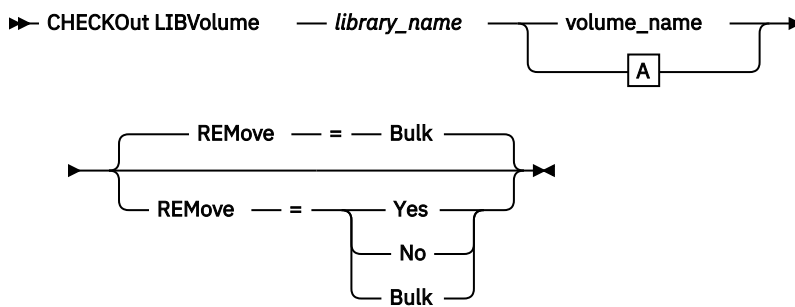 CHECKOut LIBVolume library_name volume_name
A
REMove = Bulk
REMove = Yes
No
Bulk